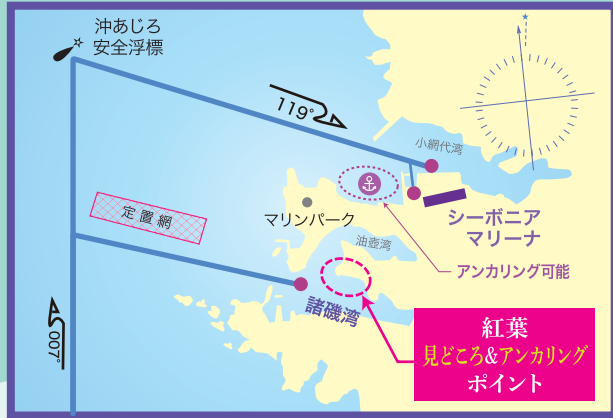 沖あじろ
安全浮標
119°
小網代湾
定置網
マリンパーク
シーボニア
マリーナ
油壺湾
アンカリング可能
諸磯湾
007°
紅葉
見どころ&アンカリング
ポイント